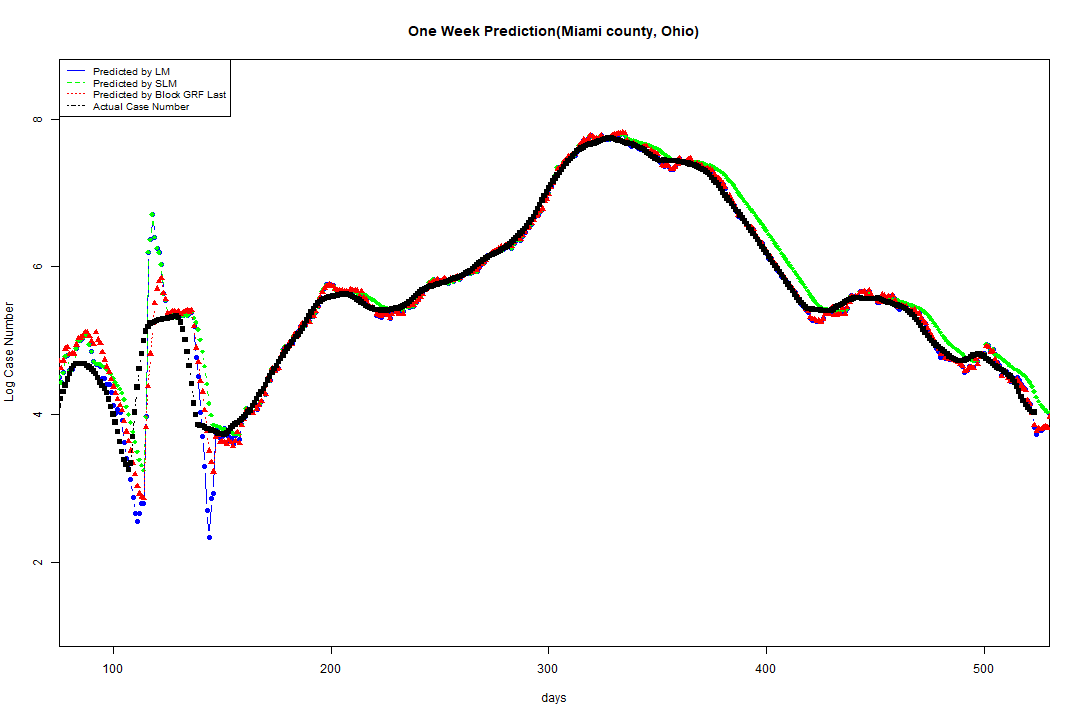 One Week Prediction(Miami county, Ohio)
Predicted by LM
Predicted by SLM
Predicted by Block GRF Last
Actual Case Number
Log Case Number
8
6
4
2
100 200 300 400 500
days